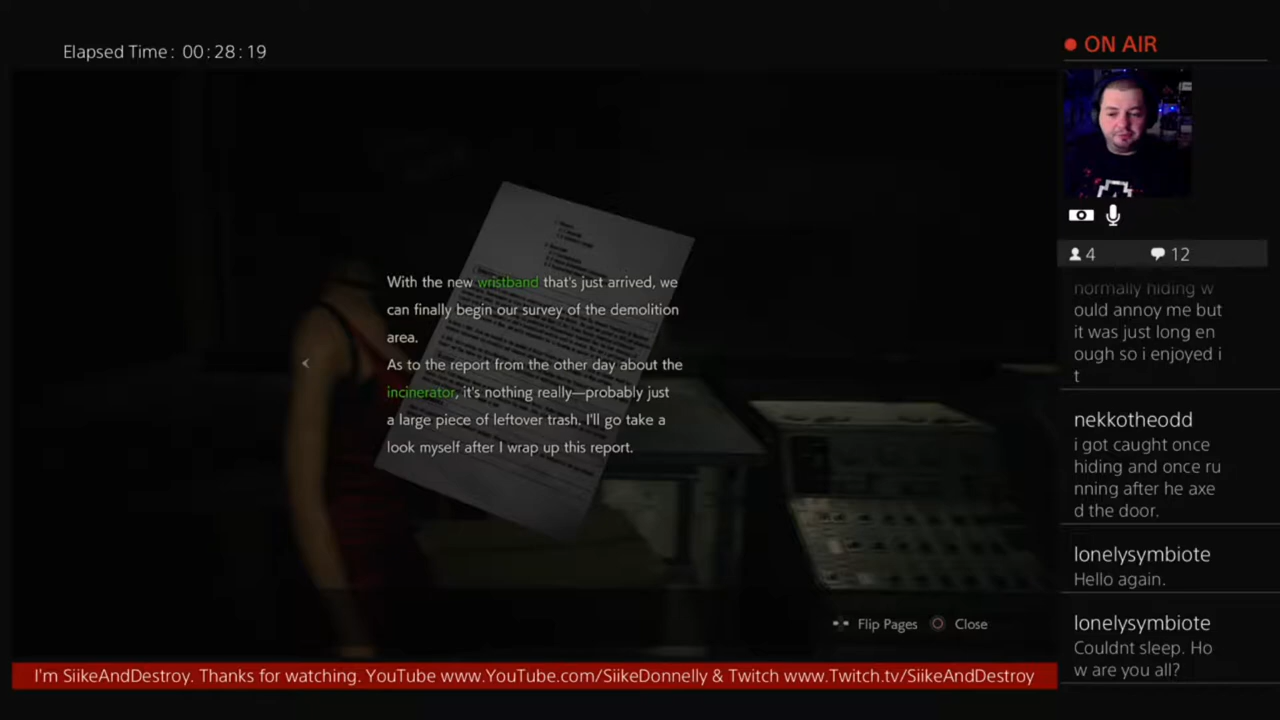 Elapsed Time: 00:28:19
ON AIR
4
12
With the new wristband that's just arrived, we
can finally begin our survey of the demolition
area.
As to the report from the other day about the
incinerator, it's nothing really—probably just
a large piece of leftover trash. I'll go take a
look myself after I wrap up this report.
Flip Pages
Close
normally hiding w
ould annoy me but
it was just long en
ough so i enjoyed i
t
nekkotheodd
i got caught once
hiding and once ru
nning after he axe
d the door.
lonelysymbiote
Hello again.
lonelysymbiote
Couldnt sleep. Ho
w are you all?
I'm SiikeAndDestroy. Thanks for watching. YouTube www.YouTube.com/SiikeDonnelly & Twitch www.Twitch.tv/SiikeAndDestroy